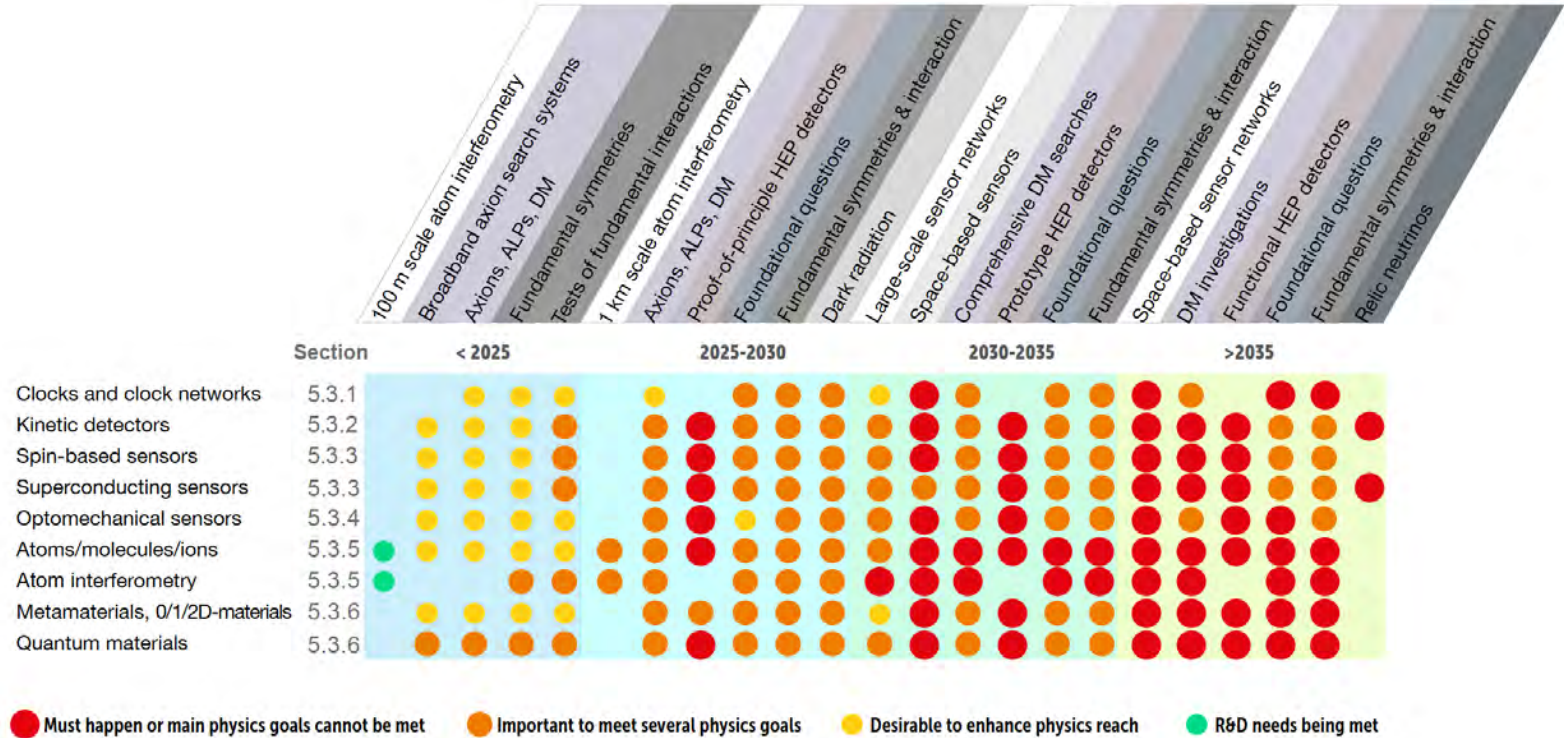 100 m scale atom interferometry
Broadband axion search systems
Axions, ALPs, DM
Fundamental symmetries
Tests of fundamental interactions
1 km scale atom interferometry
Axions, ALPs, DM
Proof-of-principle HEP detectors
Foundational questions
Fundamental symmetries & interaction
Dark radiation
Large-scale sensor networks
Space-based sensors
Comprehensive DM searches
Prototype HEP detectors
Foundational questions
Fundamental symmetries & interaction
Space-based sensor networks
DM investigations
Functional HEP detectors
Foundational questions
Fundamental symmetries & interaction
Relic neutrinos
Section < 2025 2025-2030 2030-2035 >2035
Clocks and clock networks 5.3.1
Kinetic detectors 5.3.2
Spin-based sensors 5.3.3
Superconducting sensors 5.3.3
Optomechanical sensors 5.3.4
Atoms/molecules/ions 5.3.5
Atom interferometry 5.3.5
Metamaterials, 0/1/2D-materials 5.3.6
Quantum materials 5.3.6
Must happen or main physics goals cannot be met Important to meet several physics goals Desirable to enhance physics reach R&D needs being met